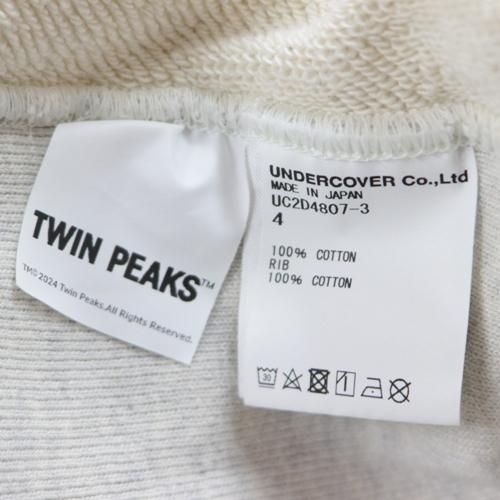 TWIN PEAKS™
TM© 2024 Twin Peaks.All Rights Reserved.
UNDERCOVER Co.,Ltd
MADE IN JAPAN
UC2D4807-3
4
100% COTTON
RIB
100% COTTON
30